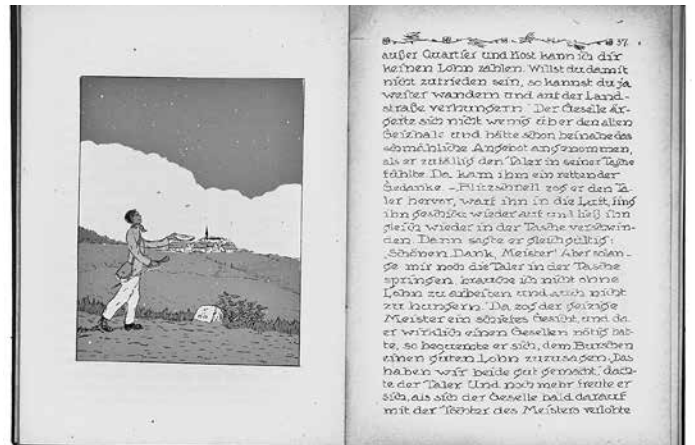 37.
außer Quartier und Kost kann ich dir
keinen Lohn zahlen. Willst du damit
nicht zufrieden sein, so kannst du ja
weiter wandern und auf der Land-
straße verhungern." Der Geselle är-
gerte sich nicht wenig über den alten
Geizhals und hätte schon beinahe das
schmähliche Angebot angenommen,
als er zufällig den Taler in seiner Tasche
fühlte. Da kam ihm ein rettender
Gedanke. – Blitzschnell zog er den Ta-
ler hervor, warf ihn in die Luft, fing
ihn geschickt wieder auf und ließ ihn
gleich wieder in der Tasche verschwin-
den. Dann sagte er gleichgültig:
„Schönen Dank, Meister! Aber solan-
ge mir noch die Taler in der Tasche
springen, brauche ich nicht ohne
Lohn zu arbeiten und auch nicht
zu hungern." Da zog der geizige
Meister ein schiefes Gesicht, und da
er wirklich einen Gesellen nötig hat-
te, so bequemte er sich, dem Burschen
einen guten Lohn zuzusagen. „Das
haben wir beide gut gemacht," dach-
te der Taler. Und noch mehr freute er
sich, als sich der Geselle bald darauf
mit der Tochter des Meisters verlobte